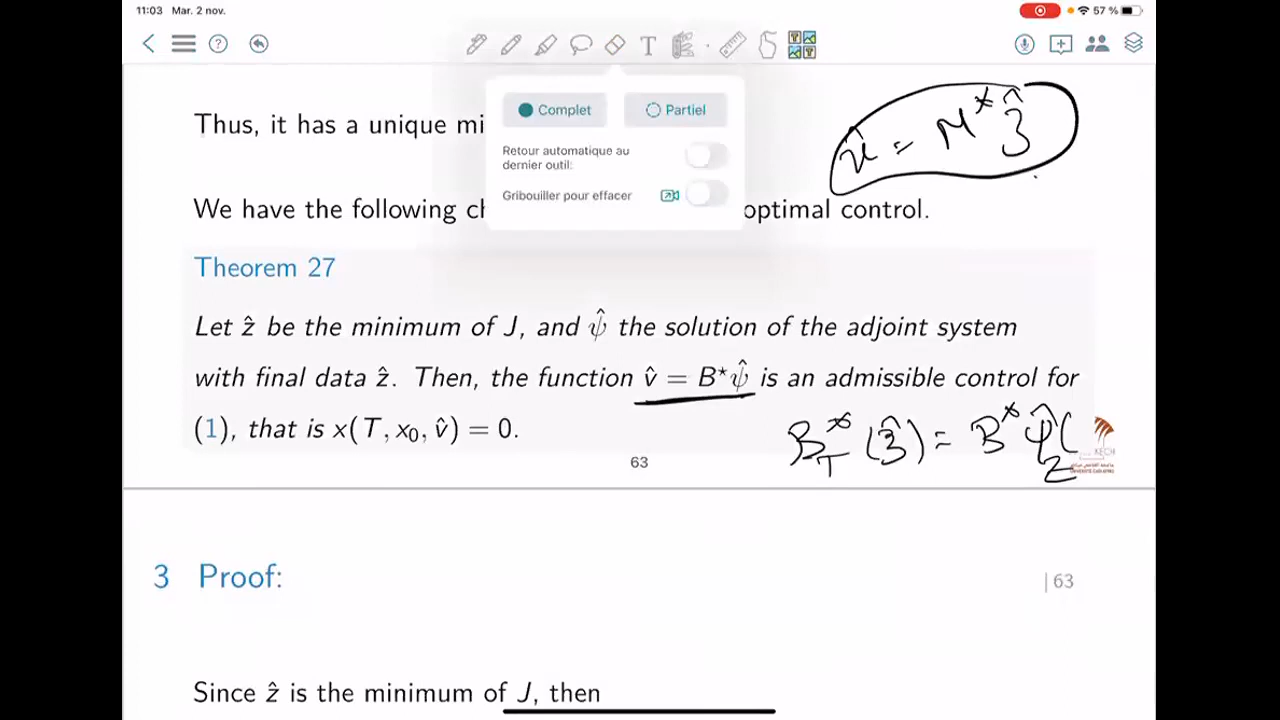 11:03 Mar. 2 nov.
57 %
Complet
Partiel
Retour automatique au
dernier outil:
Gribouiller pour effacer
Thus, it has a unique mi
û = M* ẑ
We have the following ch optimal control.
Theorem 27
Let ẑ be the minimum of J, and ψ̂ the solution of the adjoint system
with final data ẑ. Then, the function v̂ = B⋆ψ̂ is an admissible control for
(1), that is x(T, x₀, v̂) = 0.
B*_T (ẑ) = B* ψ̂_z (
63
3 Proof:
| 63
Since ẑ is the minimum of J, then